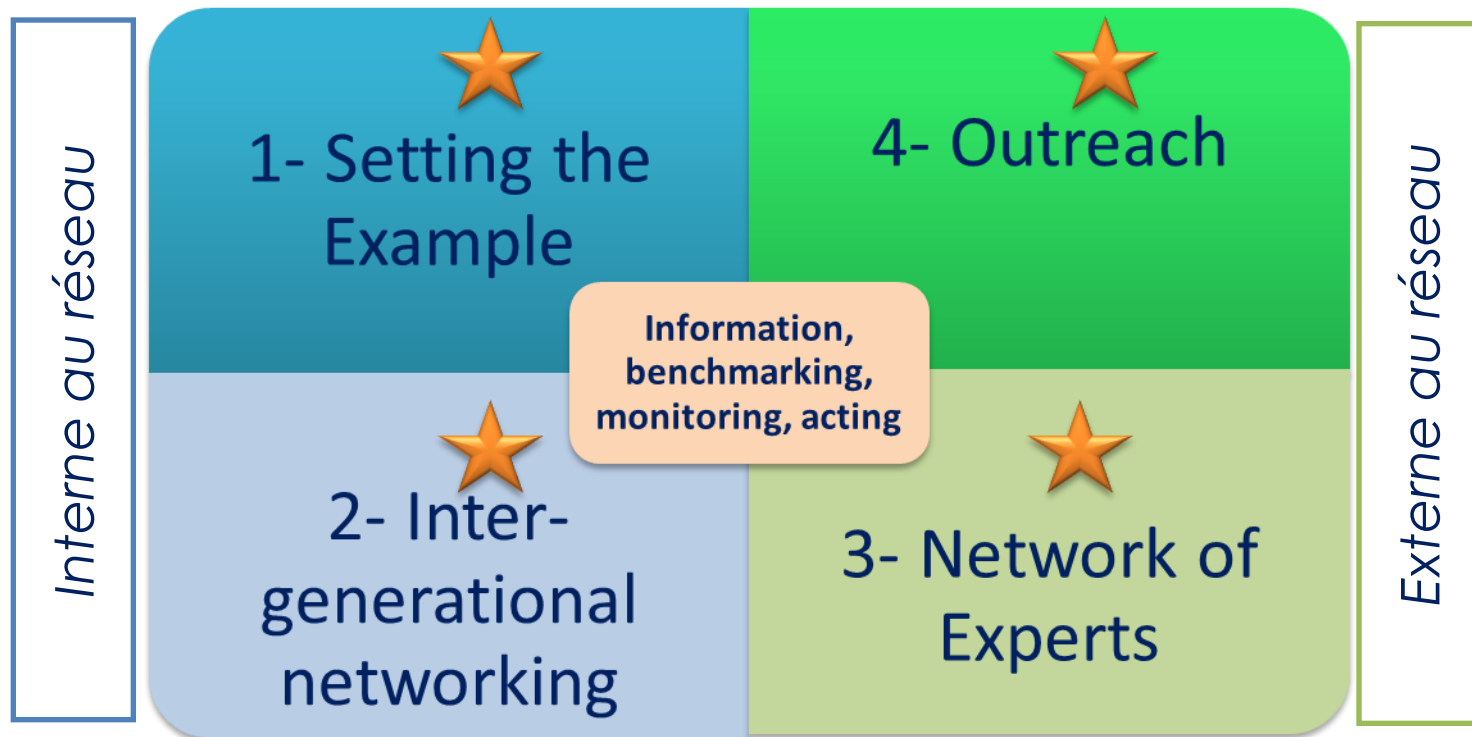 Interne au réseau
1- Setting the
Example
4- Outreach
Information,
benchmarking,
monitoring, acting
2- Inter-
generational
networking
3- Network of
Experts
Externe au réseau